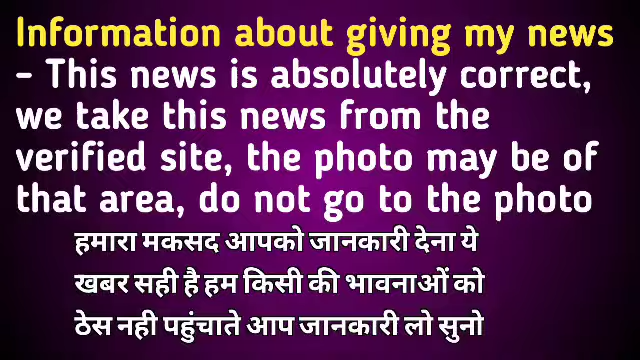 Information about giving my news
- This news is absolutely correct,
we take this news from the
verified site, the photo may be of
that area, do not go to the photo
हमारा मकसद आपको जानकारी देना ये
खबर सही है हम किसी की भावनाओं को
ठेस नही पहुंचाते आप जानकारी लो सुनो